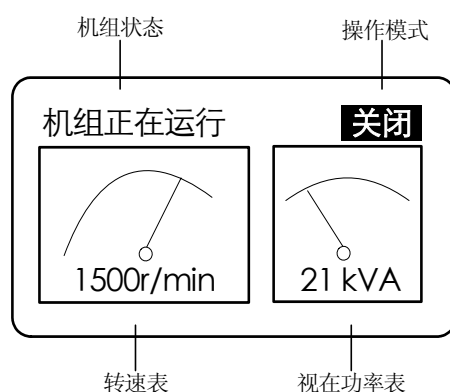 机组状态
操作模式
机组正在运行
关闭
1500r/min
21 kVA
转速表
视在功率表